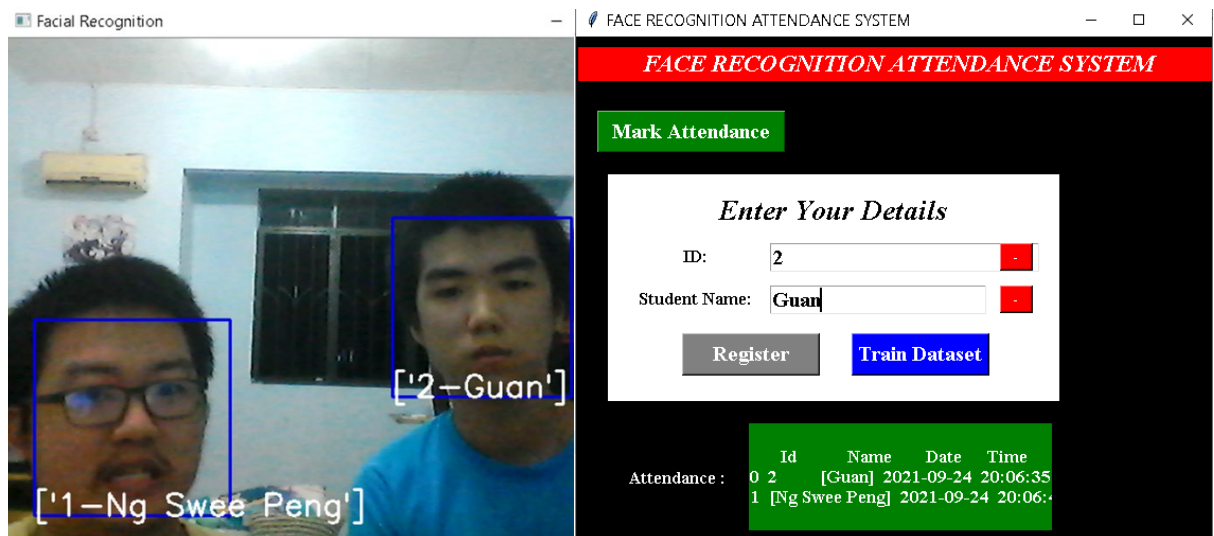 Facial Recognition
['2-Guan']
['1-Ng Swee Peng']
FACE RECOGNITION ATTENDANCE SYSTEM
FACE RECOGNITION ATTENDANCE SYSTEM
Mark Attendance
Enter Your Details
ID: 2 -
Student Name: Guan -
Register Train Dataset
Id Name Date Time
Attendance : 0 2 [Guan] 2021-09-24 20:06:35
1 [Ng Swee Peng] 2021-09-24 20:06: